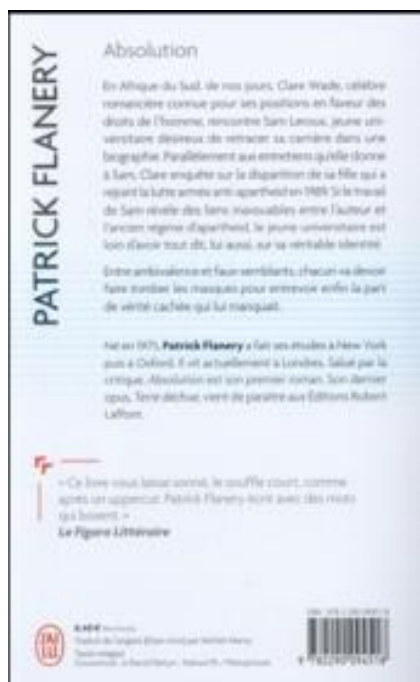 PATRICK FLANERY
Absolution
En Afrique du Sud, de nos jours, Clare Wade, célèbre
romancière connue pour ses positions en faveur des
droits de l'homme, rencontre Sam Leroux, jeune uni-
versitaire désireux de retracer sa carrière dans une
biographie. Parallèlement aux entretiens qu'elle donne
à Sam, Clare enquête sur la disparition de sa fille qui
a rejoint la lutte armée anti-apartheid en 1989. Si le travail
de Sam révèle des liens inavouables entre l'auteur et
l'ancien régime d'apartheid, le jeune universitaire est
loin d'avoir tout dit, lui aussi, sur sa véritable identité.
Entre ambivalence et faux-semblants, chacun va devoir
faire tomber les masques pour entrevoir enfin la part
de vérité cachée qui lui manquait.
Né en 1975, Patrick Flanery a fait ses études à New York
puis à Oxford. Il vit actuellement à Londres. Salué par la
critique, Absolution est son premier roman. Son dernier
opus, Terre déchue, vient de paraître aux Éditions Robert
Laffont.
« Ce livre vous laisse sonné, le souffle court, comme
après un uppercut. Patrick Flanery écrit avec des mots
qui boxent. »
Le Figaro Littéraire
J'AI LU
8,40 €
Texte intégral